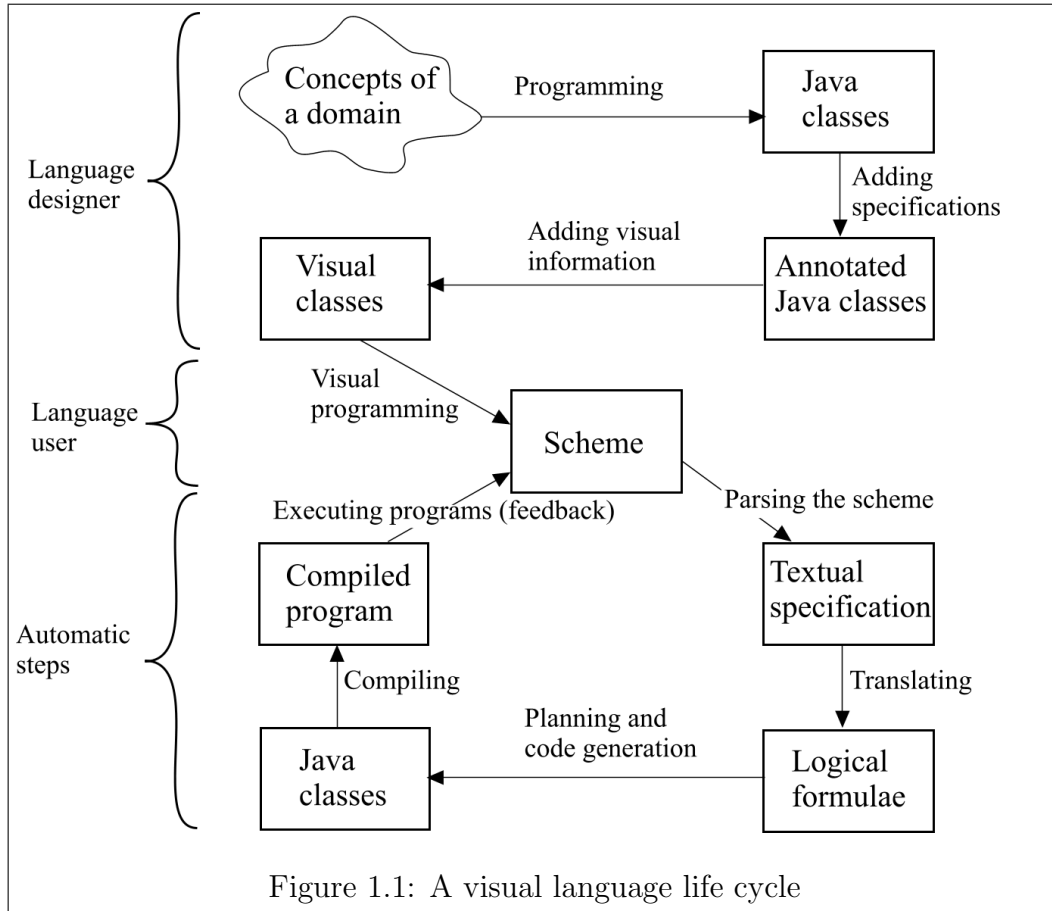 Concepts of
a domain
Programming
Java
classes
Language
designer
Adding
specifications
Visual
classes
Adding visual
information
Annotated
Java classes
Visual
programming
Language
user
Scheme
Executing programs (feedback)
Parsing the scheme
Compiled
program
Textual
specification
Automatic
steps
Compiling
Translating
Java
classes
Planning and
code generation
Logical
formulae
Figure 1.1: A visual language life cycle